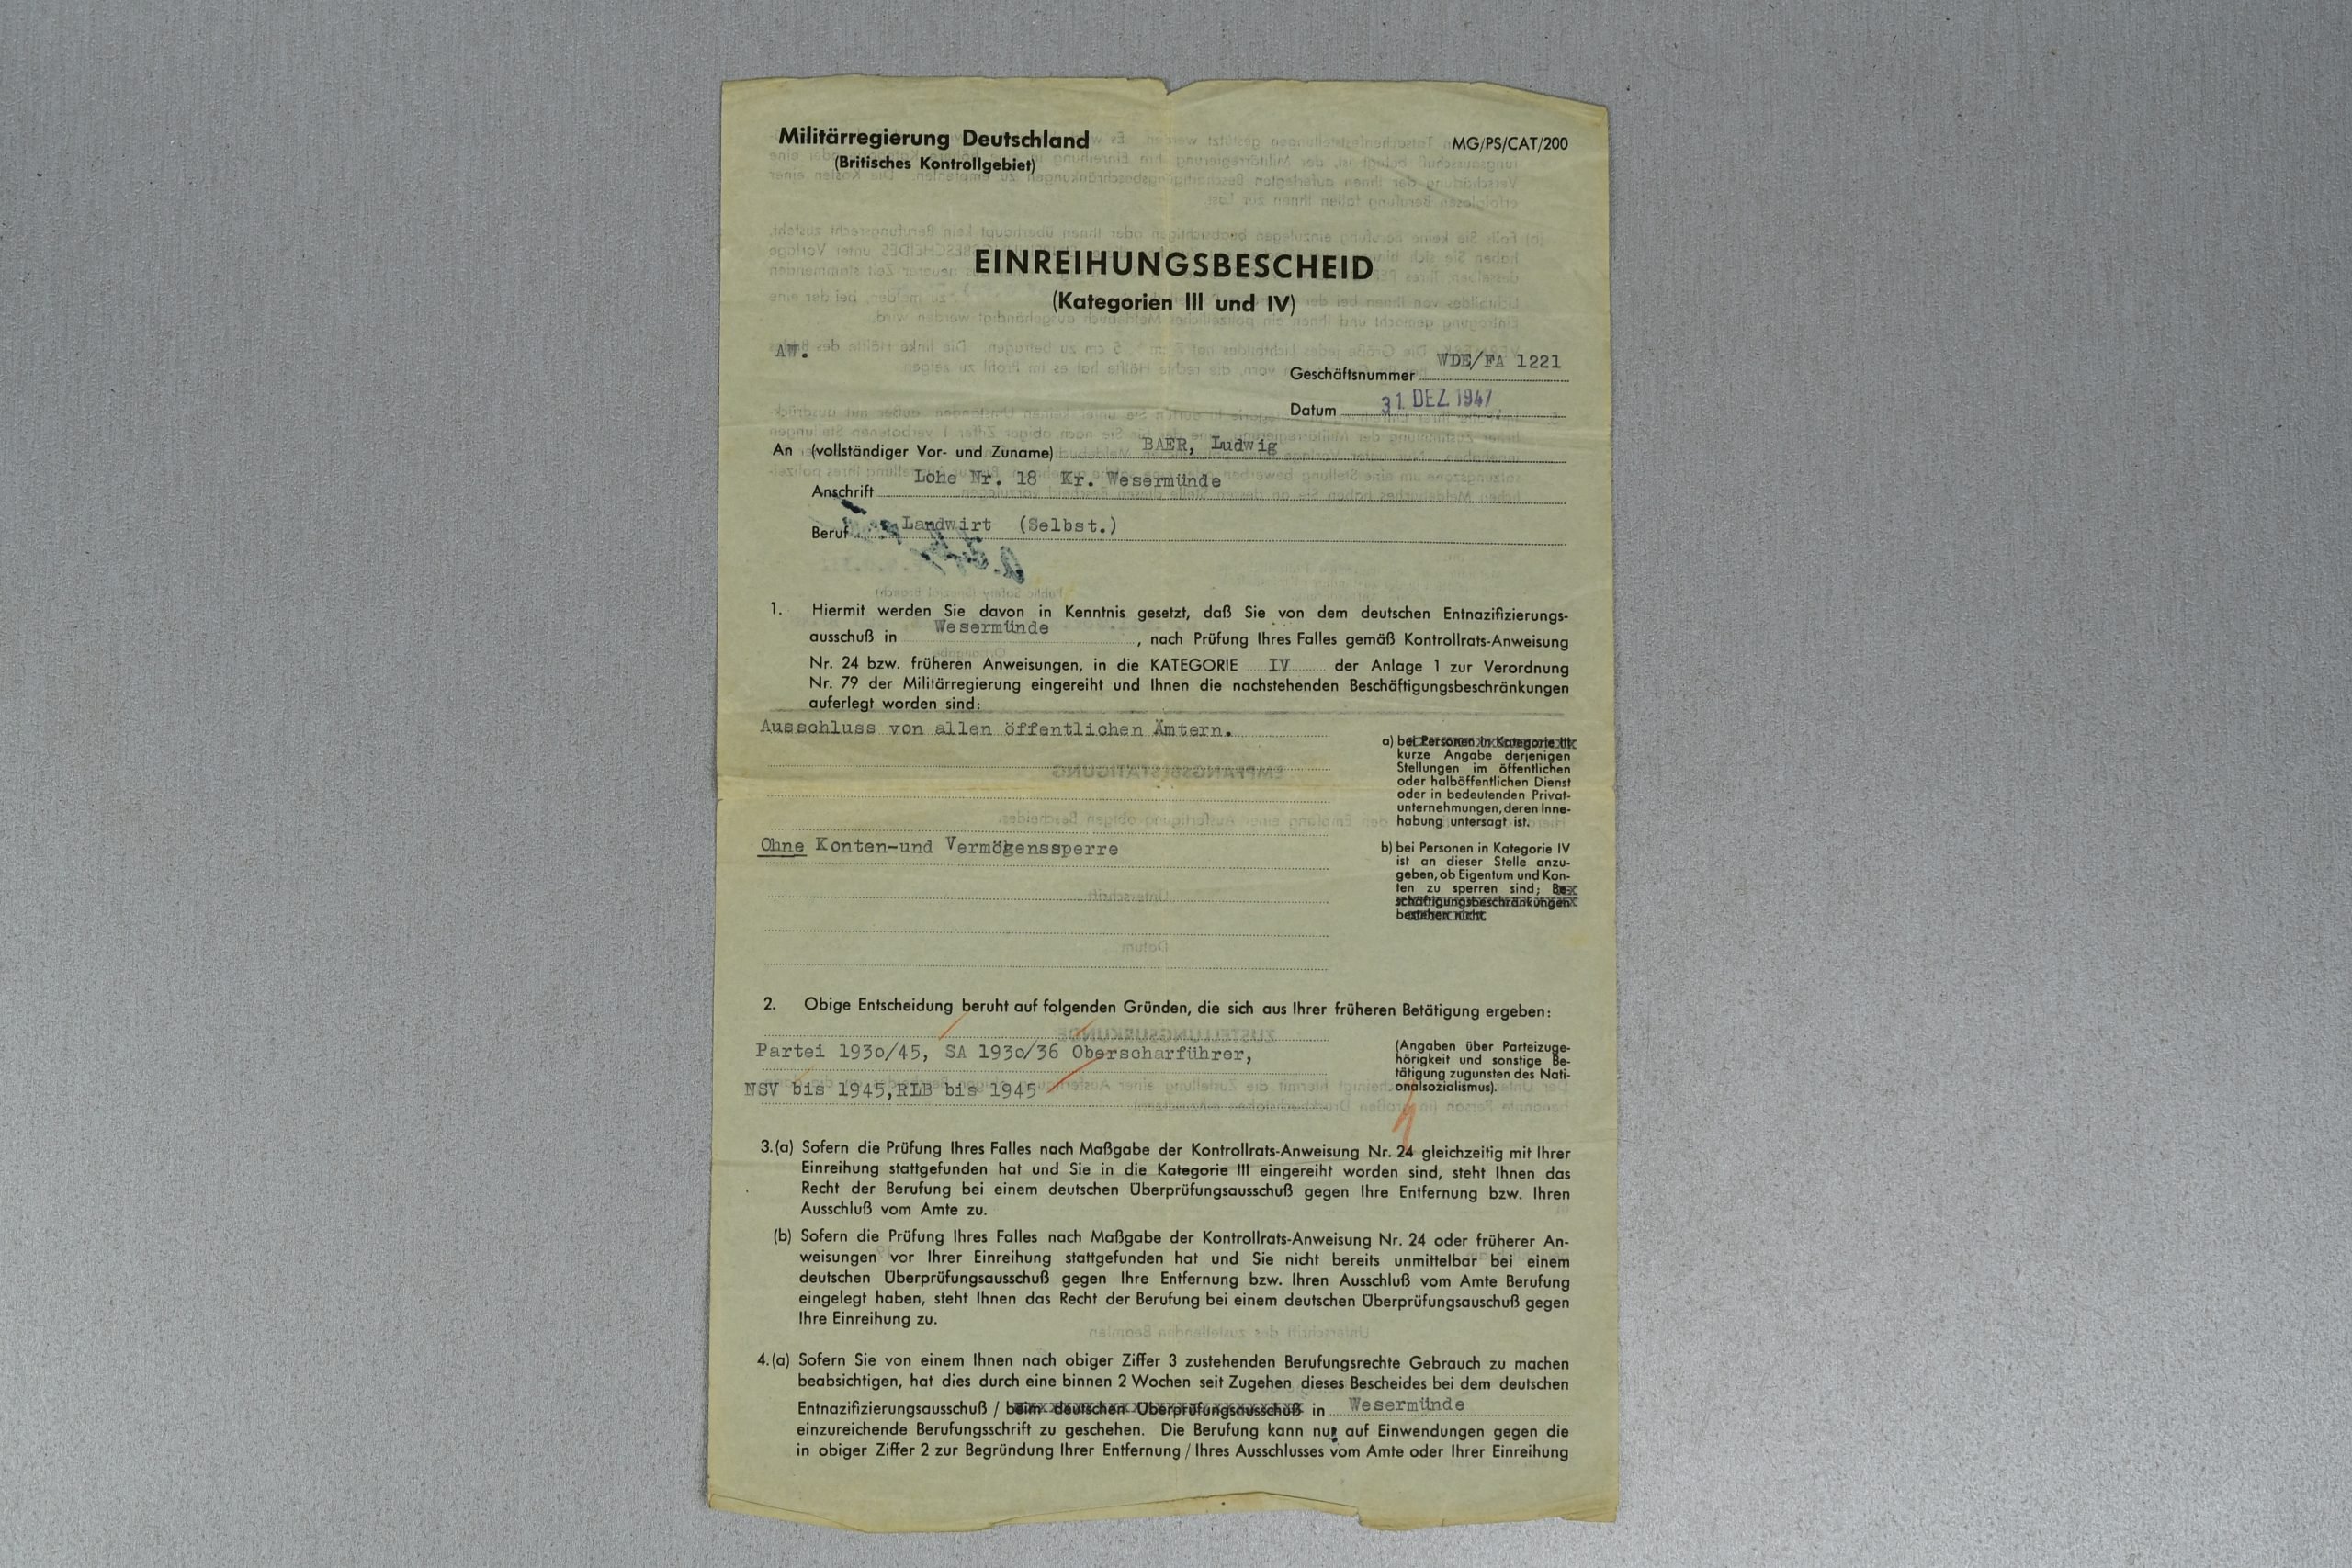 Militärregierung Deutschland
(Britisches Kontrollgebiet)
MG/PS/CAT/200
EINREIHUNGSBESCHEID
(Kategorien III und IV)
AW.
Geschäftsnummer WDE/FA 1221
Datum 31. DEZ. 1947
An (vollständiger Vor- und Zuname) BAER, Ludwig
Anschrift Lohe Nr. 18 Kr. Wesermünde
Beruf Landwirt (Selbst.)
1. Hiermit werden Sie davon in Kenntnis gesetzt, daß Sie von dem deutschen Entnazifizierungs-
ausschuß in Wesermünde, nach Prüfung Ihres Falles gemäß Kontrollrats-Anweisung
Nr. 24 bzw. früheren Anweisungen, in die KATEGORIE IV der Anlage 1 zur Verordnung
Nr. 79 der Militärregierung eingereiht und Ihnen die nachstehenden Beschäftigungsbeschränkungen
auferlegt worden sind:
Ausschluss von allen öffentlichen Ämtern.
a) bei Personen in Kategorie III
kurze Angabe derjenigen
Stellungen im öffentlichen
oder halböffentlichen Dienst
oder in bedeutenden Privat-
unternehmungen, deren Inne-
habung untersagt ist.
Ohne Konten-und Vermögenssperre
b) bei Personen in Kategorie IV
ist an dieser Stelle anzu-
geben, ob Eigentum und Kon-
ten zu sperren sind; Be-
schäftigungsbeschränkungen
bestehen nicht.
2. Obige Entscheidung beruht auf folgenden Gründen, die sich aus Ihrer früheren Betätigung ergeben:
Partei 1930/45, SA 1930/36 Oberscharführer,
NSV bis 1945,RLB bis 1945
(Angaben über Parteizuge-
hörigkeit und sonstige Be-
tätigung zugunsten des Nati-
onalsozialismus).
3.(a) Sofern die Prüfung Ihres Falles nach Maßgabe der Kontrollrats-Anweisung Nr. 24 gleichzeitig mit Ihrer
Einreihung stattgefunden hat und Sie in die Kategorie III eingereiht worden sind, steht Ihnen das
Recht der Berufung bei einem deutschen Überprüfungsausschuß gegen Ihre Entfernung bzw. Ihren
Ausschluß vom Amte zu.
(b) Sofern die Prüfung Ihres Falles nach Maßgabe der Kontrollrats-Anweisung Nr. 24 oder früherer An-
weisungen vor Ihrer Einreihung stattgefunden hat und Sie nicht bereits unmittelbar bei einem
deutschen Überprüfungsausschuß gegen Ihre Entfernung bzw. Ihren Ausschluß vom Amte Berufung
eingelegt haben, steht Ihnen das Recht der Berufung bei einem deutschen Überprüfungsauschuß gegen
Ihre Einreihung zu.
4.(a) Sofern Sie von einem Ihnen nach obiger Ziffer 3 zustehenden Berufungsrechte Gebrauch zu machen
beabsichtigen, hat dies durch eine binnen 2 Wochen seit Zugehen dieses Bescheides bei dem deutschen
Entnazifizierungsausschuß / beim deutschen Überprüfungsausschuß in Wesermünde
einzureichende Berufungsschrift zu geschehen. Die Berufung kann nur auf Einwendungen gegen die
in obiger Ziffer 2 zur Begründung Ihrer Entfernung / Ihres Ausschlusses vom Amte oder Ihrer Einreihung